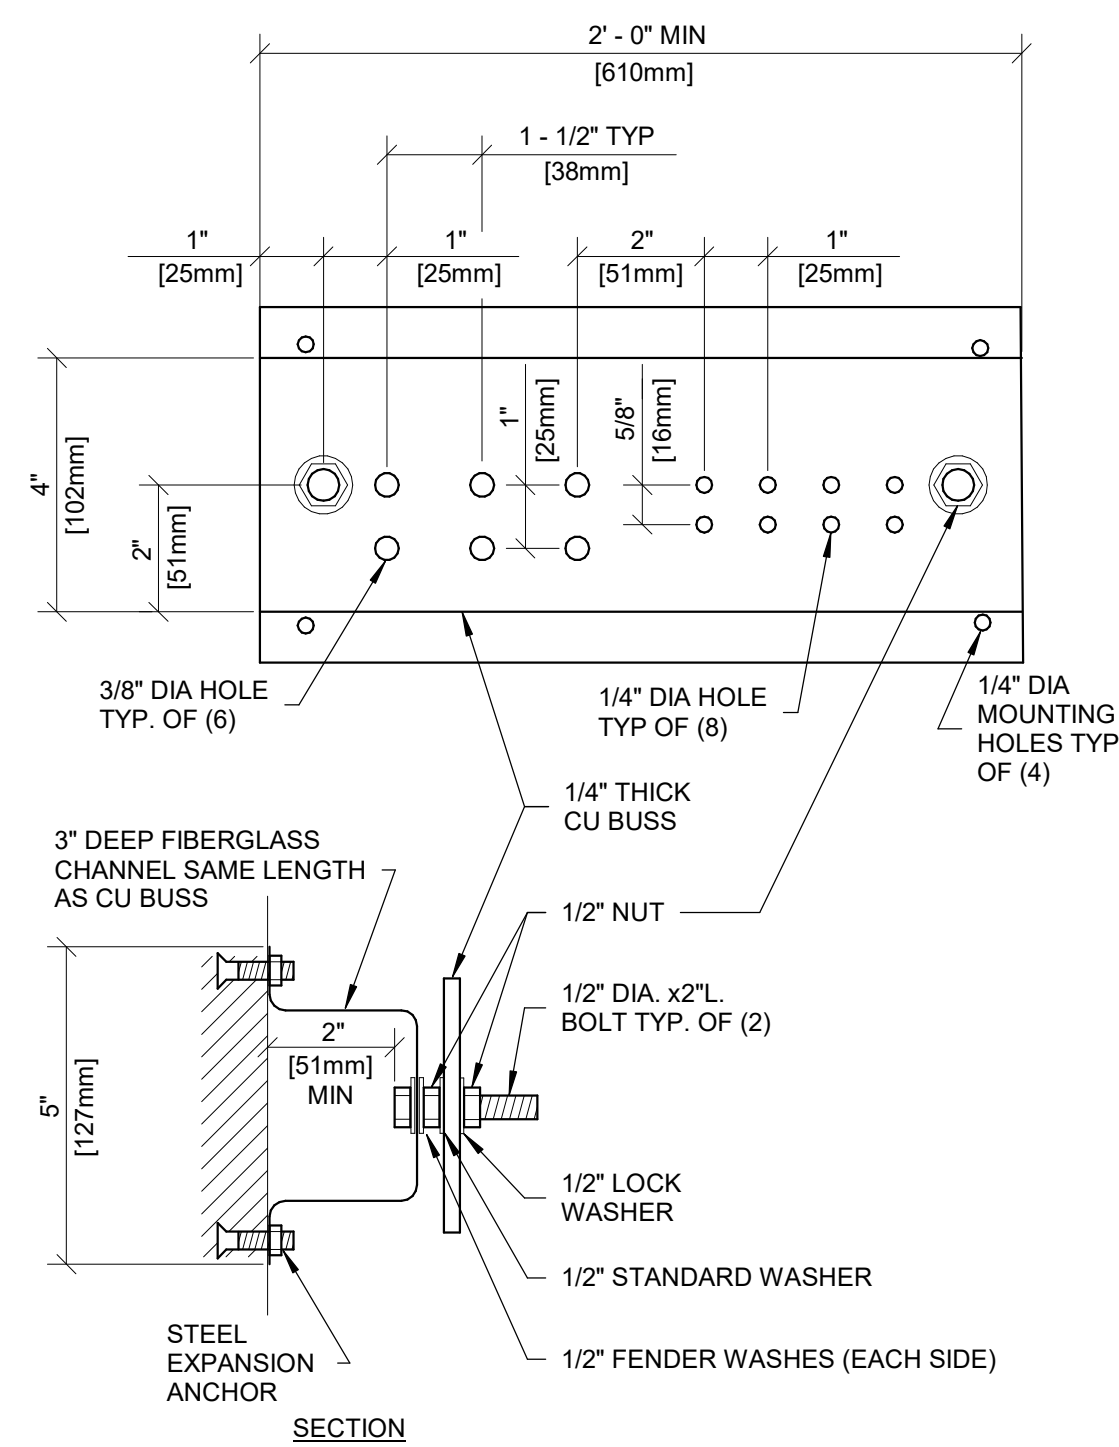 2' - 0" MIN
[610mm]
1 - 1/2" TYP
[38mm]
1"
[25mm]
1"
[25mm]
2"
[51mm]
1"
[25mm]
4"
[102mm]
2"
[51mm]
1"
[25mm]
5/8"
[16mm]
3/8" DIA HOLE
TYP. OF (6)
1/4" DIA HOLE
TYP OF (8)
1/4" DIA
MOUNTING
HOLES TYP
OF (4)
1/4" THICK
CU BUSS
3" DEEP FIBERGLASS
CHANNEL SAME LENGTH
AS CU BUSS
1/2" NUT
1/2" DIA. x2"L.
BOLT TYP. OF (2)
2"
[51mm]
MIN
5"
[127mm]
1/2" LOCK
WASHER
1/2" STANDARD WASHER
1/2" FENDER WASHES (EACH SIDE)
STEEL
EXPANSION
ANCHOR
SECTION